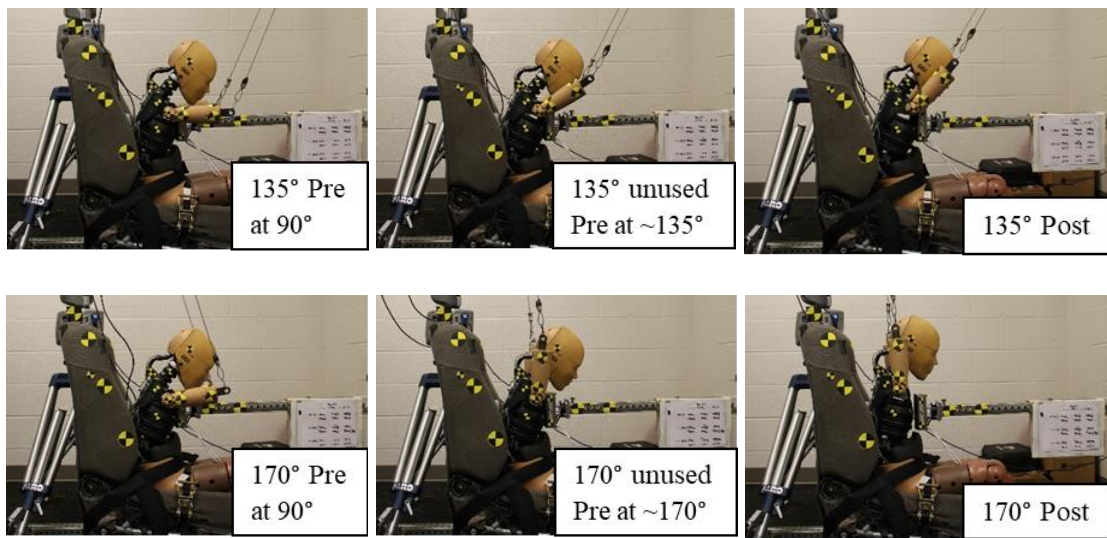 135° Pre
at 90°
135° unused
Pre at ~135°
135° Post
170° Pre
at 90°
170° unused
Pre at ~170°
170° Post